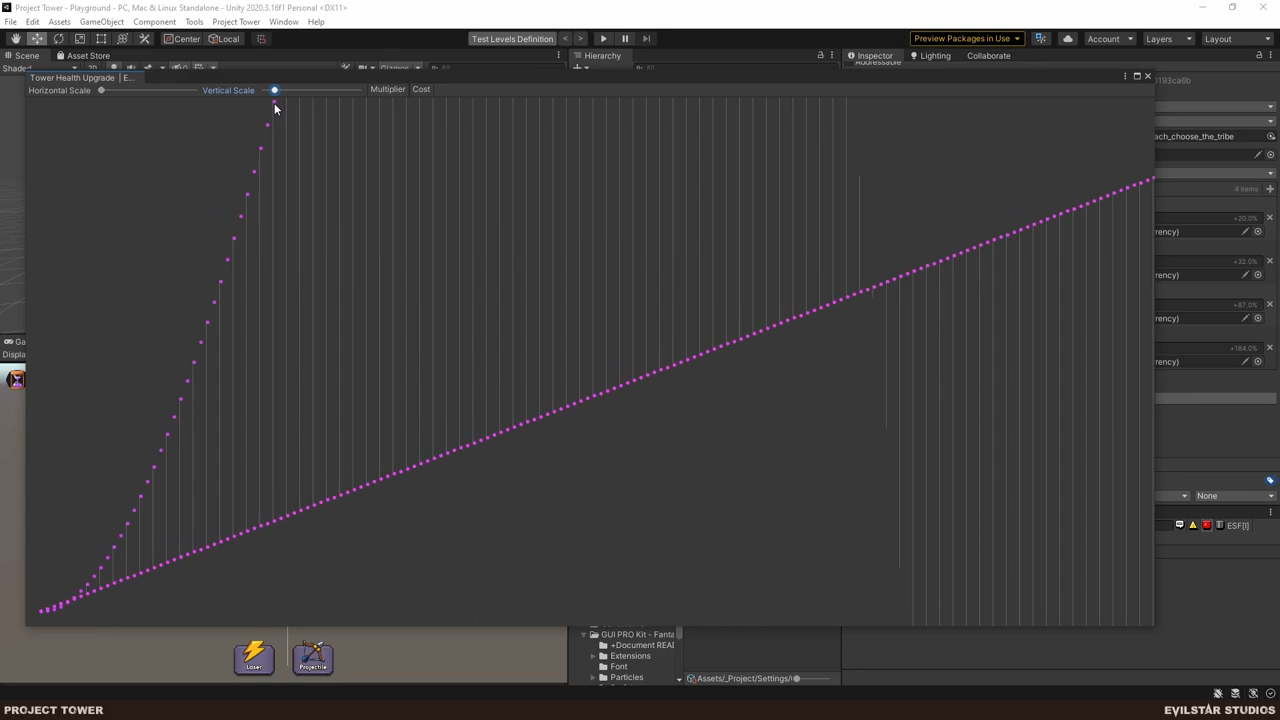 Project Tower - Playground - PC, Mac & Linux Standalone - Unity 2020.3.16f1 Personal <DX11>
File Edit Assets GameObject Component Tools Project Tower Window Help
Center Local Test Levels Definition Preview Packages in Use Account Layers Layout
Scene Asset Store Hierarchy Inspector Lighting Collaborate
Tower Health Upgrade | E...
Horizontal Scale Vertical Scale Multiplier Cost
ach_choose_the_tribe
4 items
+20.0%
rency)
+32.0%
rency)
+87.0%
rency)
+184.0%
rency)
Ga
Displa
None
ESF[!]
GUI PRO Kit - Fanta
+Document READ
Extensions
Font
Particles
Laser Projectile
Assets/_Project/Settings/
PROJECT TOWER EVILSTAR STUDIOS